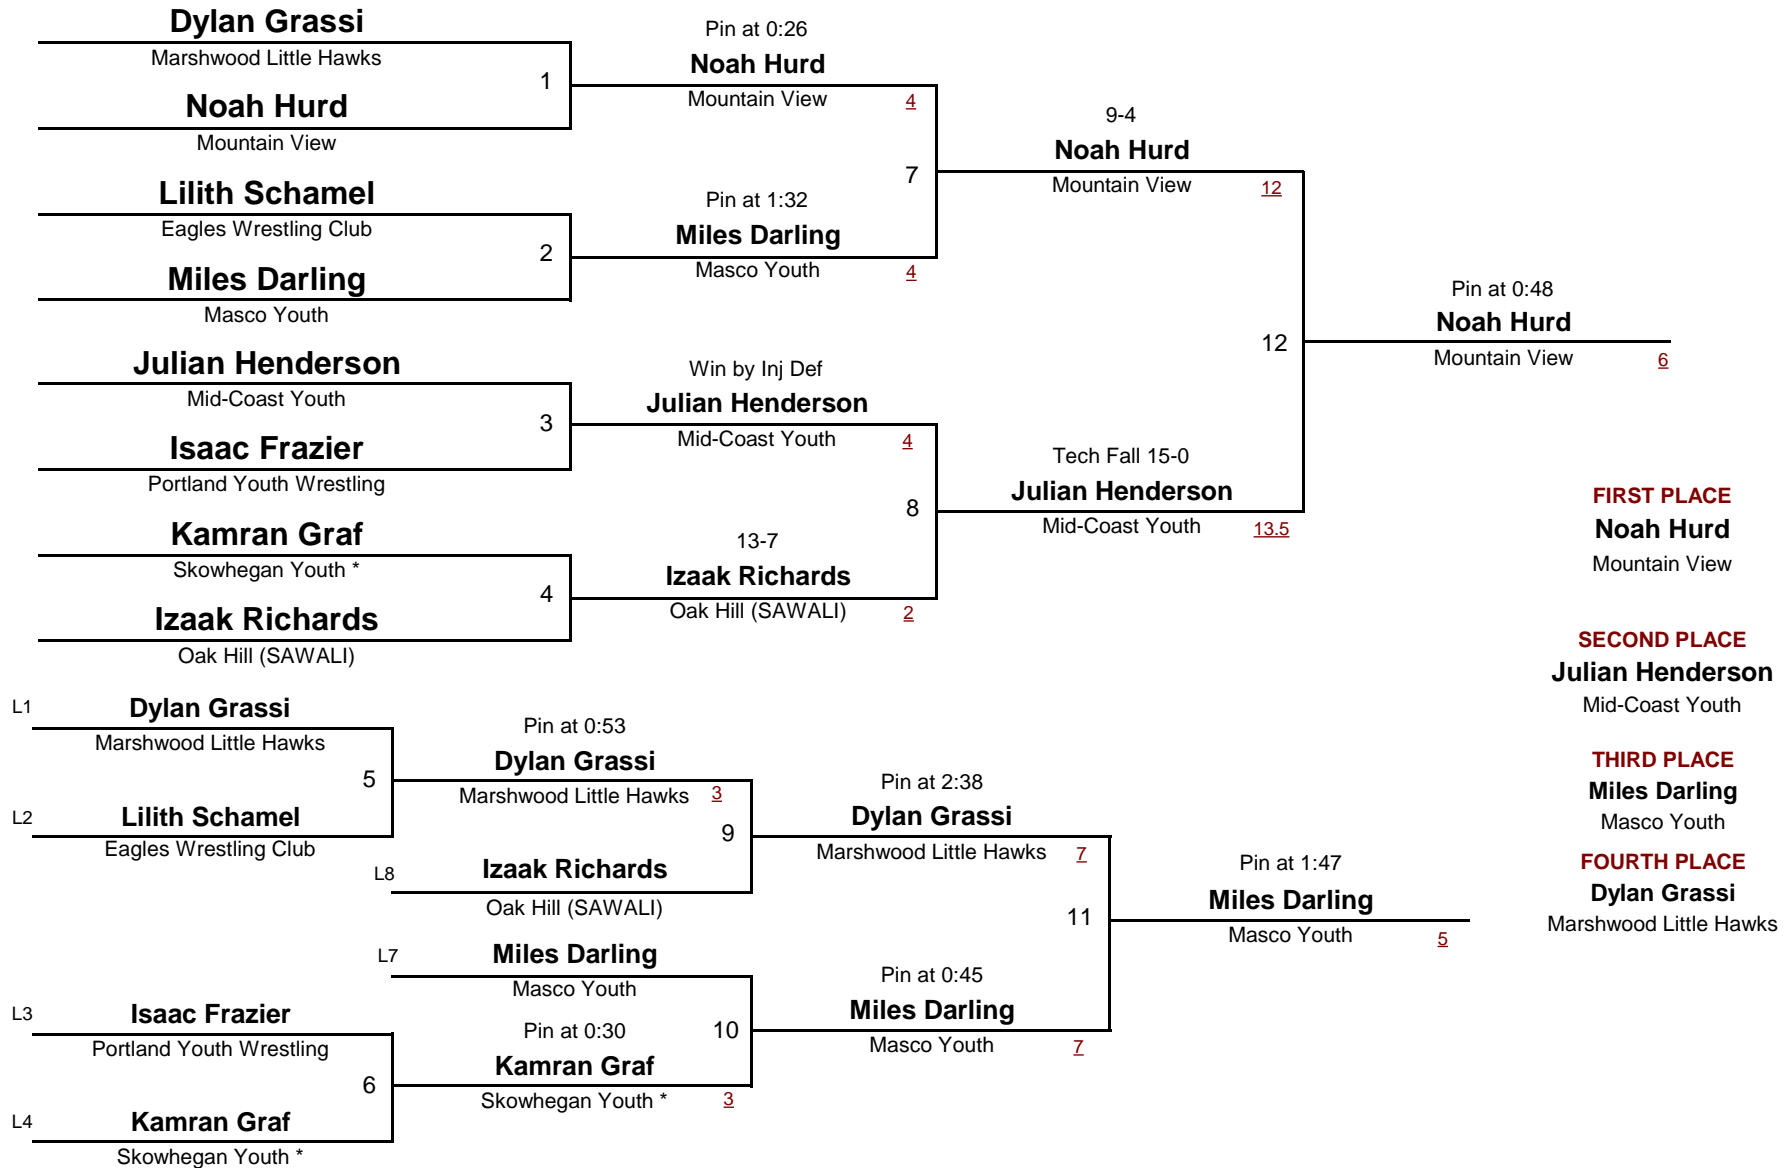 Dylan Grassi
Marshwood Little Hawks
1
Noah Hurd
Mountain View
Pin at 0:26
Noah Hurd
Mountain View 4
Lilith Schamel
Eagles Wrestling Club
2
Miles Darling
Masco Youth
Pin at 1:32
Miles Darling
Masco Youth 4
7
9-4
Noah Hurd
Mountain View 12
Julian Henderson
Mid-Coast Youth
3
Isaac Frazier
Portland Youth Wrestling
Win by Inj Def
Julian Henderson
Mid-Coast Youth 4
Kamran Graf
Skowhegan Youth *
4
Izaak Richards
Oak Hill (SAWALI)
13-7
Izaak Richards
Oak Hill (SAWALI) 2
8
Tech Fall 15-0
Julian Henderson
Mid-Coast Youth 13.5
12
Pin at 0:48
Noah Hurd
Mountain View 6
FIRST PLACE
Noah Hurd
Mountain View
SECOND PLACE
Julian Henderson
Mid-Coast Youth
THIRD PLACE
Miles Darling
Masco Youth
FOURTH PLACE
Dylan Grassi
Marshwood Little Hawks
L1 Dylan Grassi
Marshwood Little Hawks
5
L2 Lilith Schamel
Eagles Wrestling Club
Pin at 0:53
Dylan Grassi
Marshwood Little Hawks 3
9
L8 Izaak Richards
Oak Hill (SAWALI)
Pin at 2:38
Dylan Grassi
Marshwood Little Hawks 7
L7 Miles Darling
Masco Youth
L3 Isaac Frazier
Portland Youth Wrestling
6
L4 Kamran Graf
Skowhegan Youth *
Pin at 0:30
Kamran Graf
Skowhegan Youth * 3
10
Pin at 0:45
Miles Darling
Masco Youth 7
11
Pin at 1:47
Miles Darling
Masco Youth 5